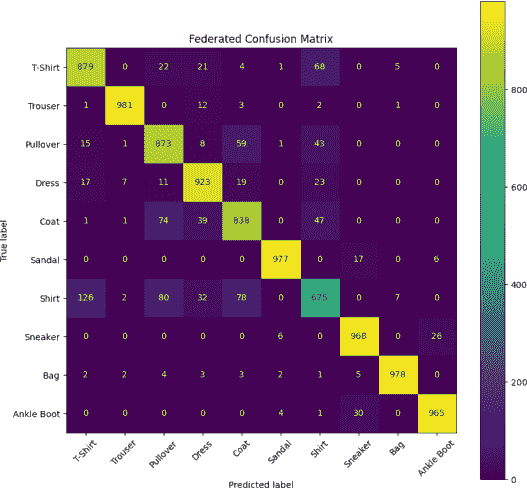 Federated Confusion Matrix
T-Shirt 879 0 22 21 4 1 68 0 5 0
Trouser 1 981 0 12 3 0 2 0 1 0
Pullover 15 1 873 8 59 1 43 0 0 0
Dress 17 7 11 923 19 0 23 0 0 0
Coat 1 1 74 39 838 0 47 0 0 0
Sandal 0 0 0 0 0 977 0 17 0 6
Shirt 126 2 80 32 78 0 675 0 7 0
Sneaker 0 0 0 0 0 6 0 968 0 26
Bag 2 2 4 3 3 2 1 5 978 0
Ankle Boot 0 0 0 0 0 4 1 30 0 965
T-Shirt Trouser Pullover Dress Coat Sandal Shirt Sneaker Bag Ankle Boot
Predicted label
True label
800
600
400
200
0